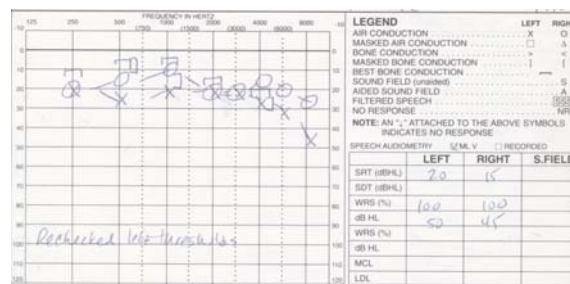 FREQUENCY IN HERTZ
125 250 500 1000 2000 4000 8000
(750) (1500) (3000) (6000)
-10 -10
0
10
20
30
40
50
60
70
80
90
100
110
120
Rechecked left thresholds
LEGEND LEFT RIGHT
AIR CONDUCTION X O
MASKED AIR CONDUCTION □ Δ
BONE CONDUCTION > <
MASKED BONE CONDUCTION ] [
BEST BONE CONDUCTION
SOUND FIELD (unaided) S
AIDED SOUND FIELD A
FILTERED SPEECH
NO RESPONSE NR
NOTE: AN "↓" ATTACHED TO THE ABOVE SYMBOLS
INDICATES NO RESPONSE
SPEECH AUDIOMETRY MLV RECORDED
LEFT RIGHT S.FIEL
SRT (dBHL) 20 15
SDT (dBHL)
WRS (%) 100 100
dB HL 50 45
WRS (%)
dB HL
MCL
LDL